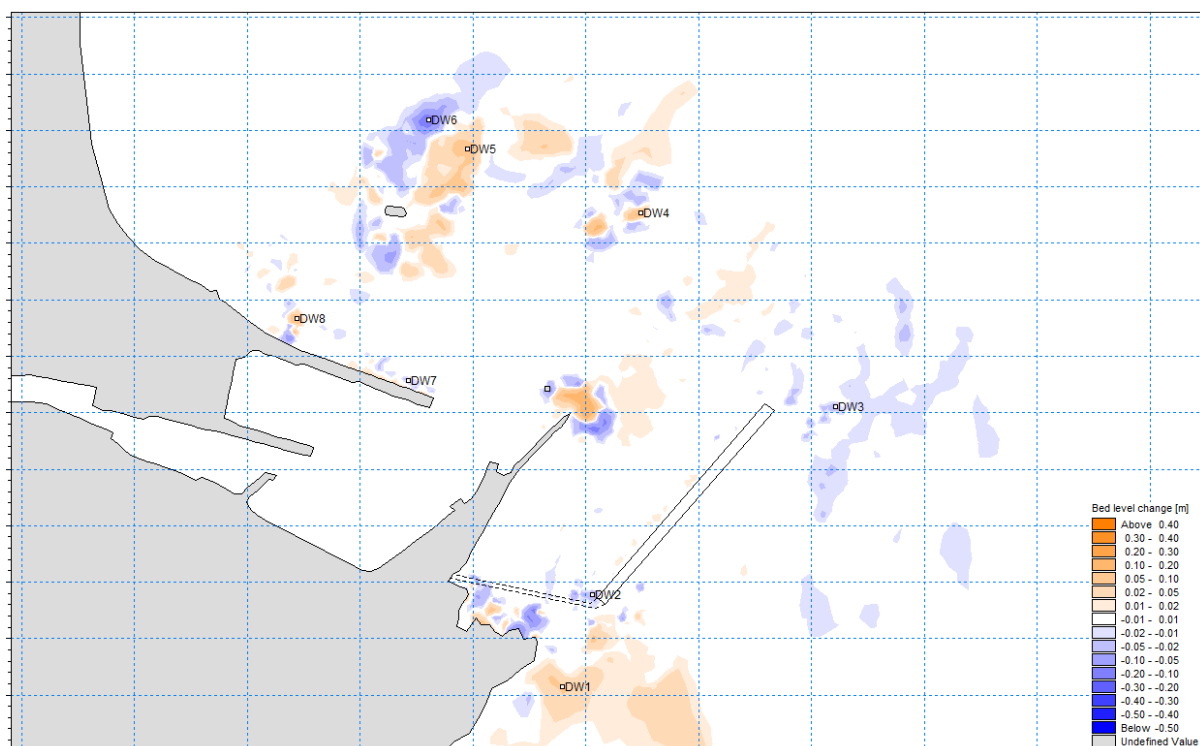 DW6
DW5
DW4
DW8
DW7
DW3
DW2
DW1
Bed level change [m]
Above 0.40
0.30 - 0.40
0.20 - 0.30
0.10 - 0.20
0.05 - 0.10
0.02 - 0.05
0.01 - 0.02
-0.01 - 0.01
-0.02 - -0.01
-0.05 - -0.02
-0.10 - -0.05
-0.20 - -0.10
-0.30 - -0.20
-0.40 - -0.30
-0.50 - -0.40
Below -0.50
Undefined Value